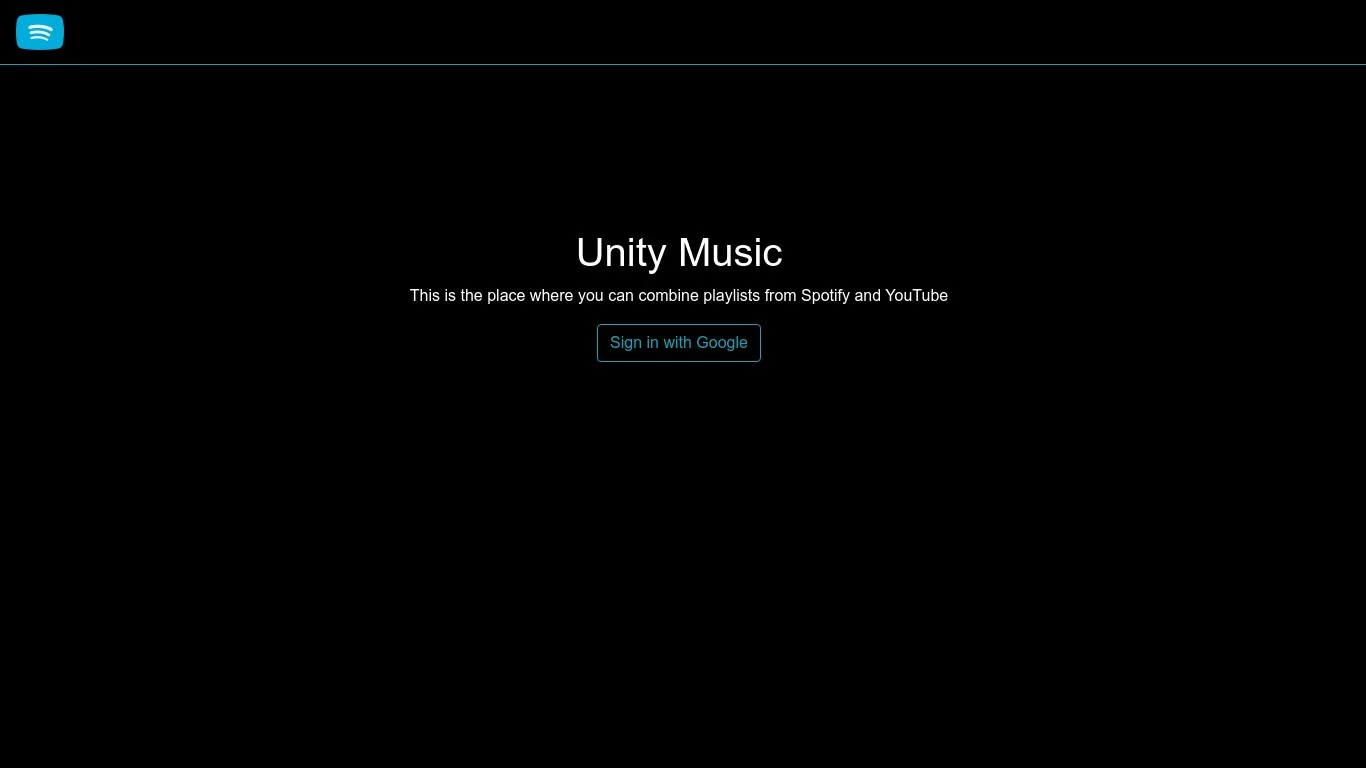 Unity Music
This is the place where you can combine playlists from Spotify and YouTube
Sign in with Google